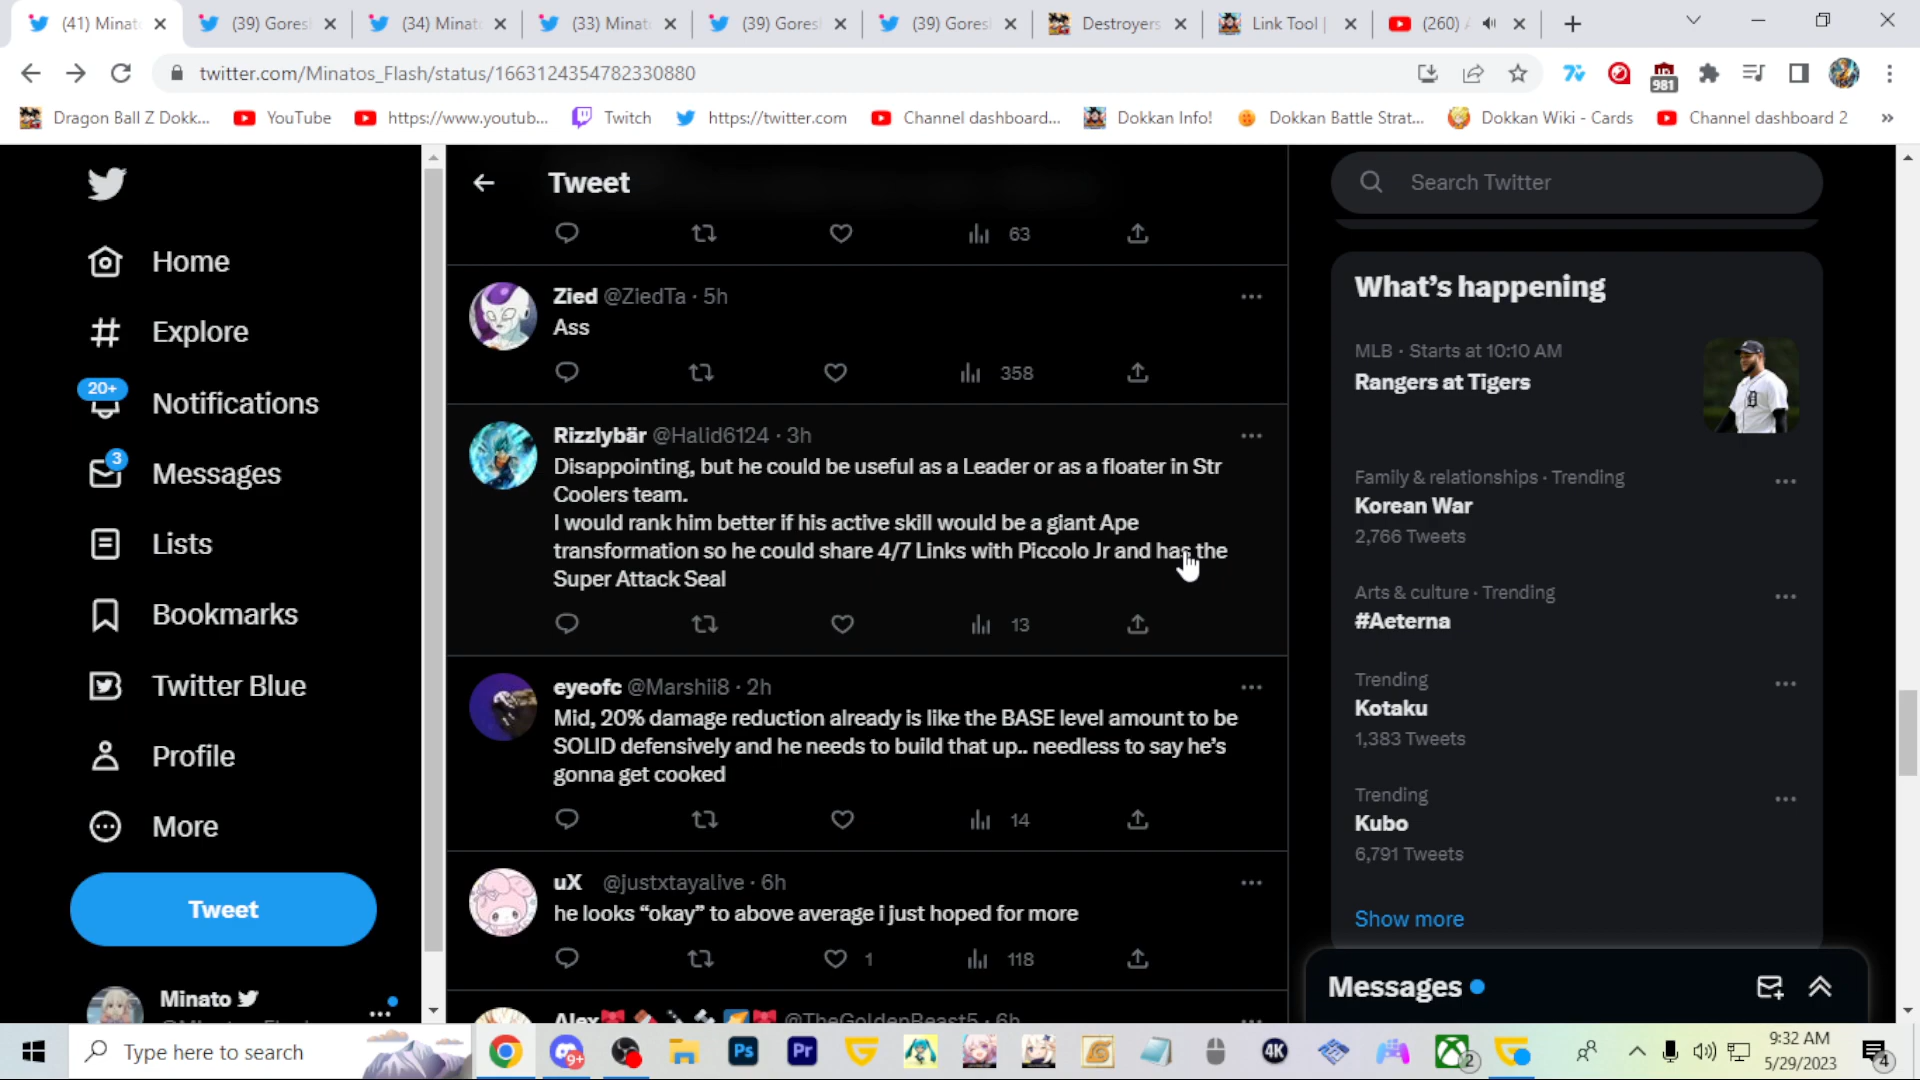 (41) Minat
(39) Gores
(34) Minat
(33) Minat
(39) Gores
(39) Gores
Destroyers
Link Tool |
(260)
twitter.com/Minatos_Flash/status/1663124354782330880
981
Dragon Ball Z Dokk...
YouTube
https://www.youtub...
Twitch
https://twitter.com
Channel dashboard...
Dokkan Info!
Dokkan Battle Strat...
Dokkan Wiki - Cards
Channel dashboard 2
»
Home
Explore
20+
Notifications
3
Messages
Lists
Bookmarks
Twitter Blue
Profile
More
Tweet
Minato
Tweet
63
Zied @ZiedTa · 5h
Ass
358
Rizzlybär @Halid6124 · 3h
Disappointing, but he could be useful as a Leader or as a floater in Str
Coolers team.
I would rank him better if his active skill would be a giant Ape
transformation so he could share 4/7 Links with Piccolo Jr and has the
Super Attack Seal
13
eyeofc @Marshii8 · 2h
Mid, 20% damage reduction already is like the BASE level amount to be
SOLID defensively and he needs to build that up.. needless to say he's
gonna get cooked
14
uX @justxtayalive · 6h
he looks “okay” to above average i just hoped for more
1
118
Alex @TheGoldenBeast5 · 6h
Search Twitter
What's happening
MLB · Starts at 10:10 AM
Rangers at Tigers
Family & relationships · Trending
Korean War
2,766 Tweets
Arts & culture · Trending
#Aeterna
Trending
Kotaku
1,383 Tweets
Trending
Kubo
6,791 Tweets
Show more
Messages
Type here to search
9+
Ps
Pr
4K
2
9:32 AM
5/29/2023
4